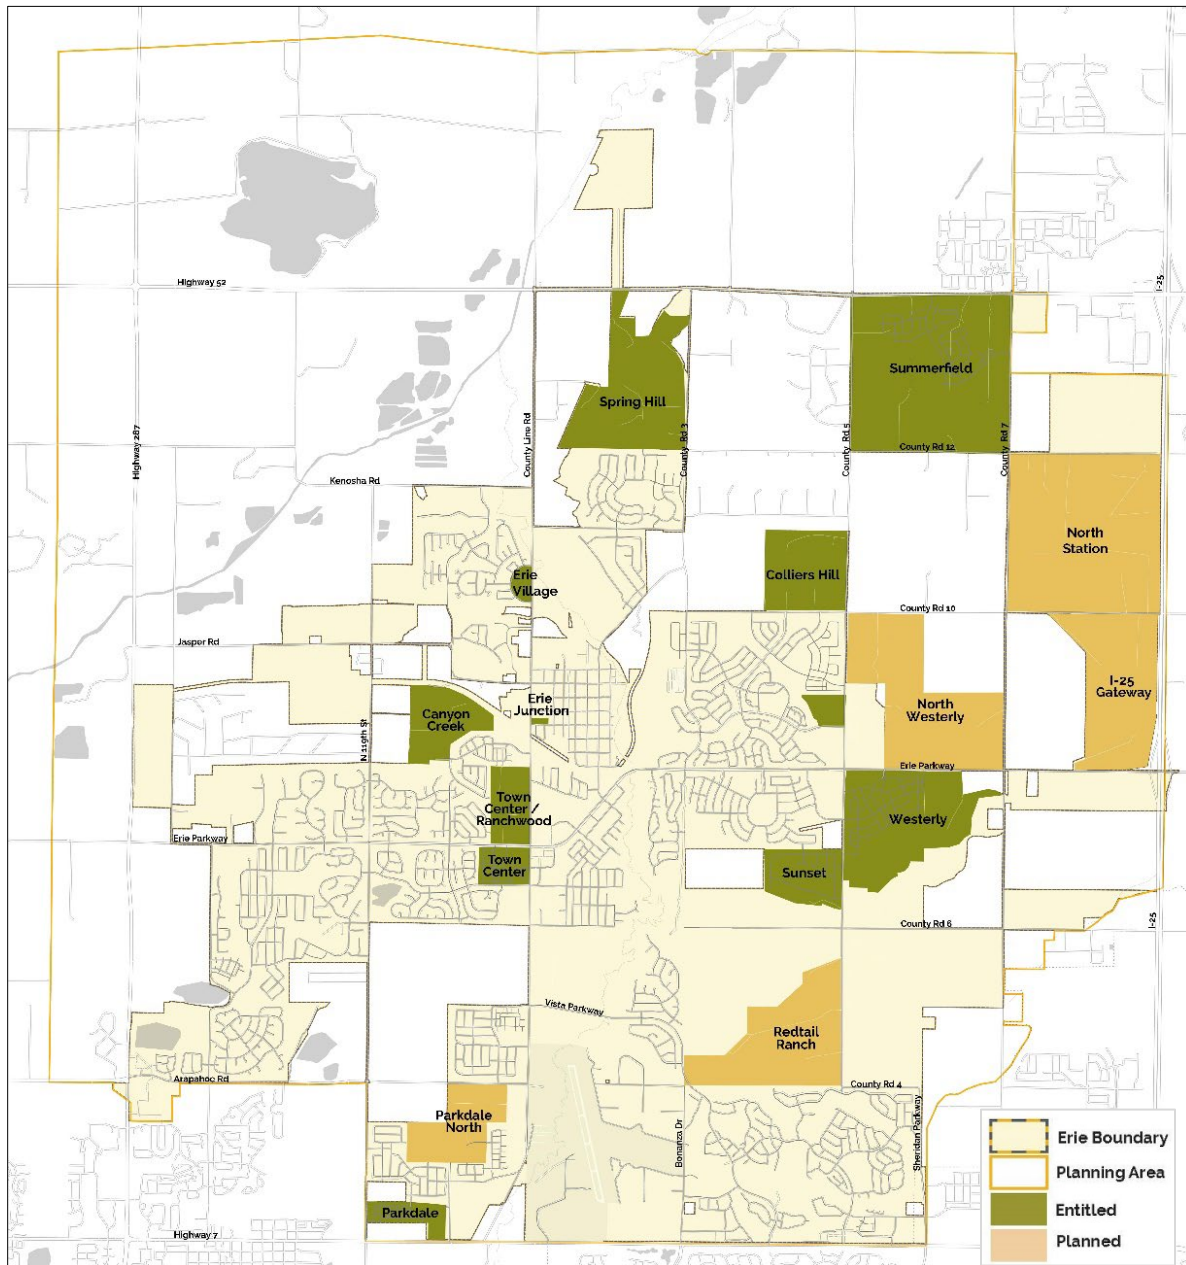 Highway 52
I-25
Summerfield
Spring Hill
County Line Rd
County Rd 3
County Rd 5
County Rd 12
County Rd 7
Highway 287
Kenosha Rd
North
Station
Erie
Village
Colliers Hill
County Rd 10
Jasper Rd
I-25
Gateway
Erie
Junction
North
Westerly
Canyon
Creek
N 119th St
Erie Parkway
Town
Center /
Ranchwood
Westerly
Erie Parkway
Town
Center
Sunset
County Rd 6
I-25
Vista Parkway
Redtail
Ranch
Arapahoe Rd
County Rd 4
Parkdale
North
Bonanza Dr
Sheridan Parkway
Parkdale
Highway 7
Erie Boundary
Planning Area
Entitled
Planned